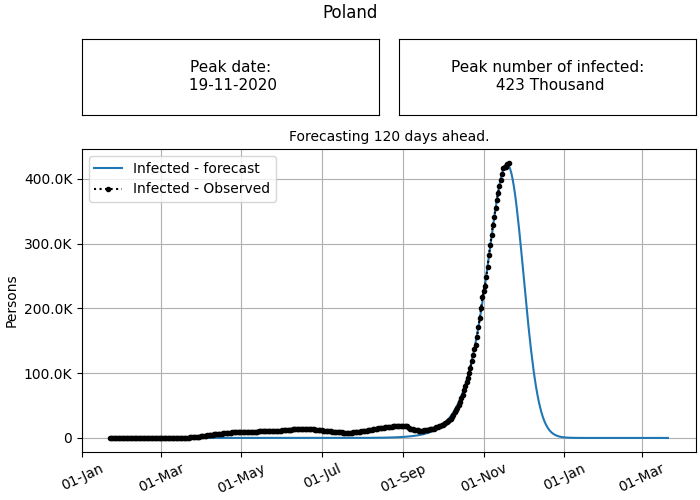 Poland
Peak date:
19-11-2020
Peak number of infected:
423 Thousand
Forecasting 120 days ahead.
Infected - forecast
Infected - Observed
400.0K
300.0K
200.0K
100.0K
0
Persons
01-Jan
01-Mar
01-May
01-Jul
01-Sep
01-Nov
01-Jan
01-Mar